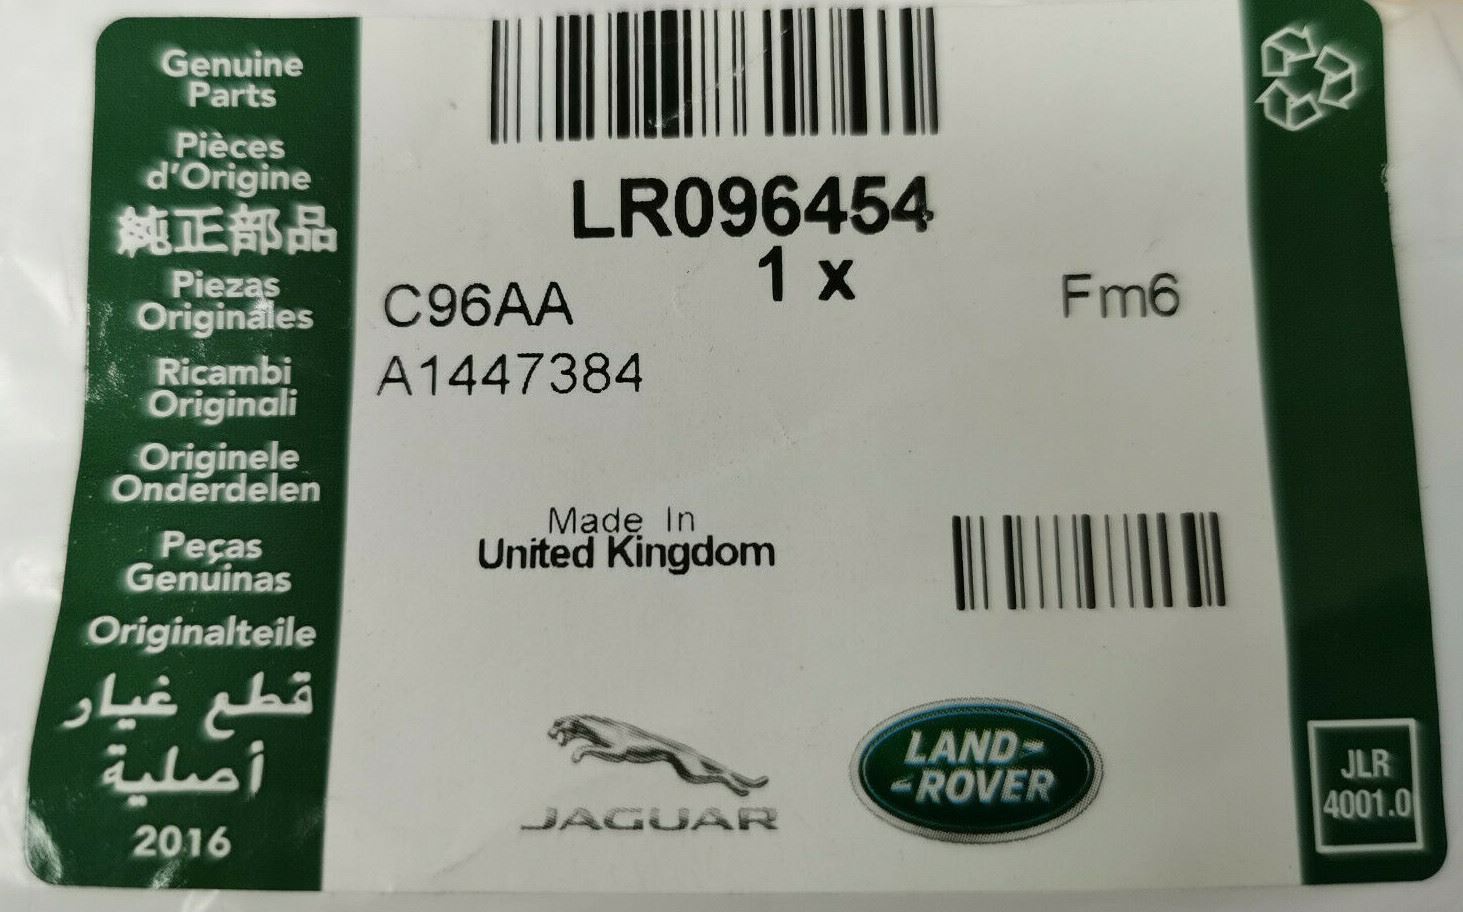 Genuine
Parts
Pièces
d'Origine
純正部品
Piezas
Originales
Ricambi
Originali
Originele
Onderdelen
Peças
Genuínas
Originalteile
قطع غيار
أصلية
2016
LR096454
1 x
C96AA
Fm6
A1447384
Made In
United Kingdom
JAGUAR
LAND-
-ROVER
JLR
4001.0